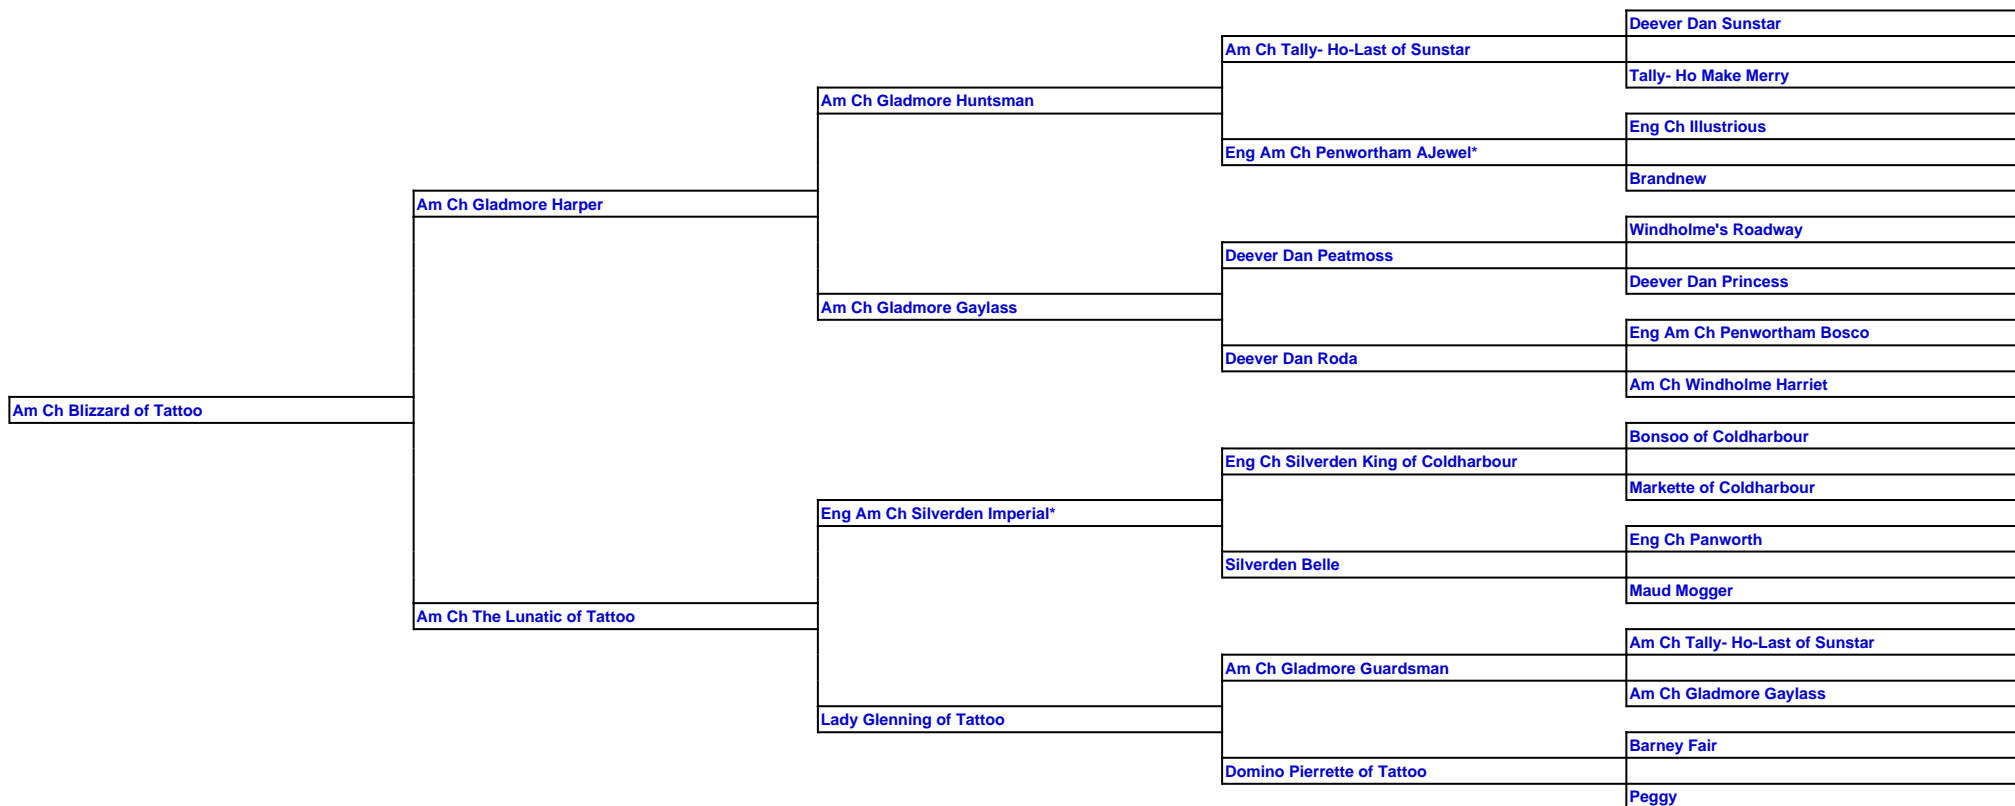 Deever Dan Sunstar
Am Ch Tally- Ho-Last of Sunstar
Tally- Ho Make Merry
Am Ch Gladmore Huntsman
Eng Ch Illustrious
Eng Am Ch Penwortham AJewel*
Brandnew
Am Ch Gladmore Harper
Windholme's Roadway
Deever Dan Peatmoss
Deever Dan Princess
Am Ch Gladmore Gaylass
Eng Am Ch Penwortham Bosco
Deever Dan Roda
Am Ch Windholme Harriet
Am Ch Blizzard of Tattoo
Bonsoo of Coldharbour
Eng Ch Silverden King of Coldharbour
Markette of Coldharbour
Eng Am Ch Silverden Imperial*
Eng Ch Panworth
Silverden Belle
Maud Mogger
Am Ch The Lunatic of Tattoo
Am Ch Tally- Ho-Last of Sunstar
Am Ch Gladmore Guardsman
Am Ch Gladmore Gaylass
Lady Glenning of Tattoo
Barney Fair
Domino Pierrette of Tattoo
Peggy